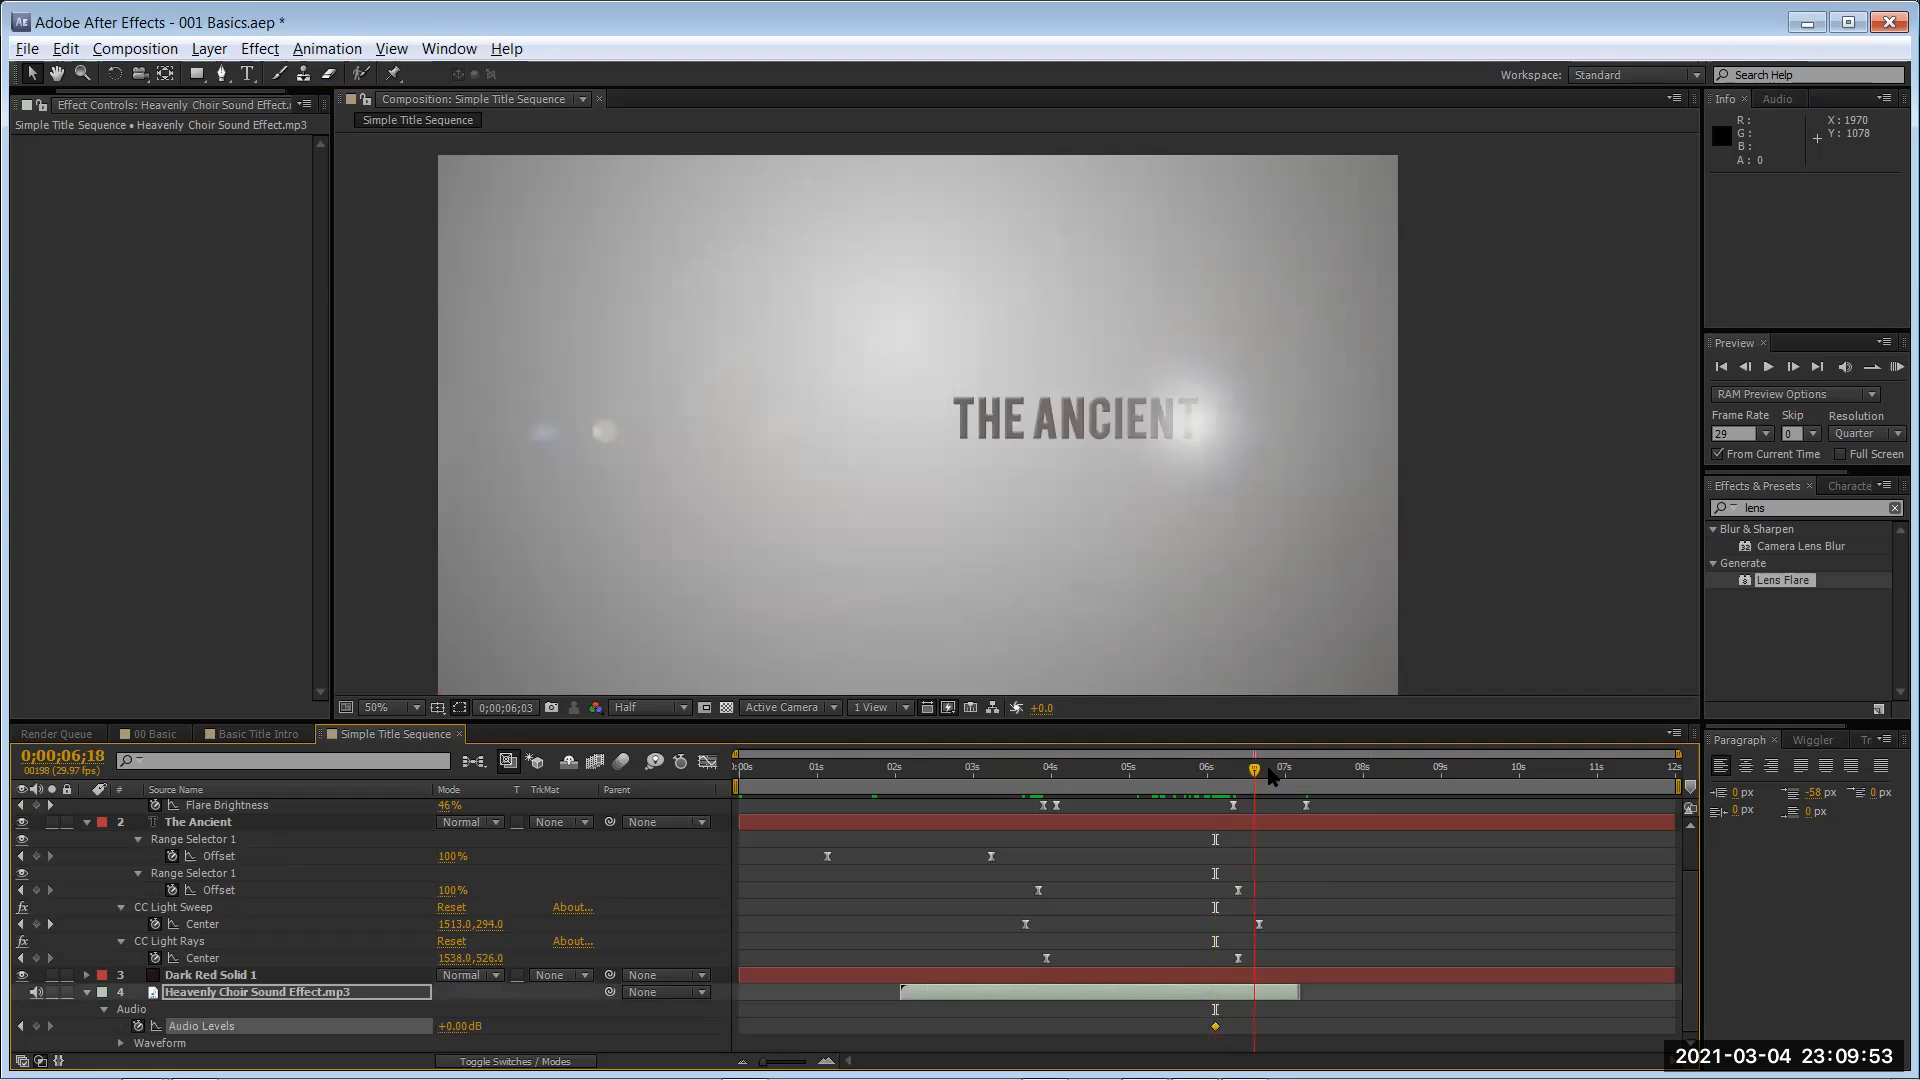 Adobe After Effects - 001 Basics.aep *
File Edit Composition Layer Effect Animation View Window Help
Workspace: Standard Search Help
Effect Controls: Heavenly Choir Sound Effect.
Simple Title Sequence • Heavenly Choir Sound Effect.mp3
Composition: Simple Title Sequence
Simple Title Sequence
THE ANCIENT
50% 0;00;06;03 Half Active Camera 1 View +0.0
Info Audio
R: X: 1970
G: Y: 1078
B:
A: 0
Preview
RAM Preview Options
Frame Rate Skip Resolution
29 0 Quarter
From Current Time Full Screen
Effects & Presets Characte
lens
Blur & Sharpen
Camera Lens Blur
Generate
Lens Flare
Paragraph Wiggler Tr
0 px -58 px 0 px
0 px 0 px
Render Queue 00 Basic Basic Title Intro Simple Title Sequence
0;00;06;18
00198 (29.97 fps)
:00s 01s 02s 03s 04s 05s 06s 07s 08s 09s 10s 11s 12s
# Source Name Mode T TrkMat Parent
Flare Brightness 46%
2 T The Ancient Normal None None
Range Selector 1
Offset 100%
Range Selector 1
Offset 100%
fx CC Light Sweep Reset About...
Center 1513.0,294.0
fx CC Light Rays Reset About...
Center 1538.0,526.0
3 Dark Red Solid 1 Normal None None
4 Heavenly Choir Sound Effect.mp3 None
Audio
Audio Levels +0.00dB
Waveform
Toggle Switches / Modes
2021-03-04 23:09:53